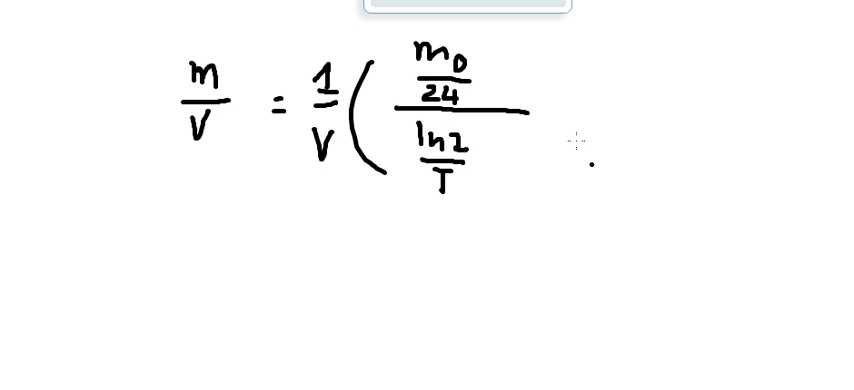 m/V = 1/V ( (m₀/24) / (ln2/T)